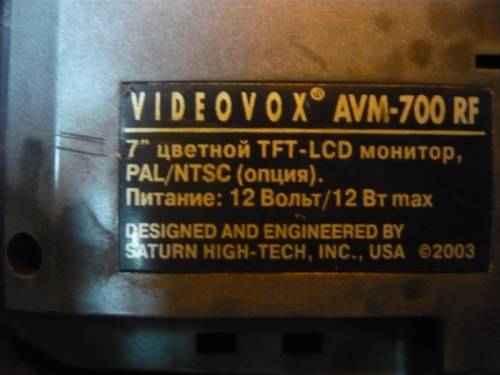 VIDEOVOX® AVM-700 RF
7" цветной TFT-LCD монитор,
PAL/NTSC (опция).
Питание: 12 Вольт/12 Вт max
DESIGNED AND ENGINEERED BY
SATURN HIGH-TECH, INC., USA ©2003